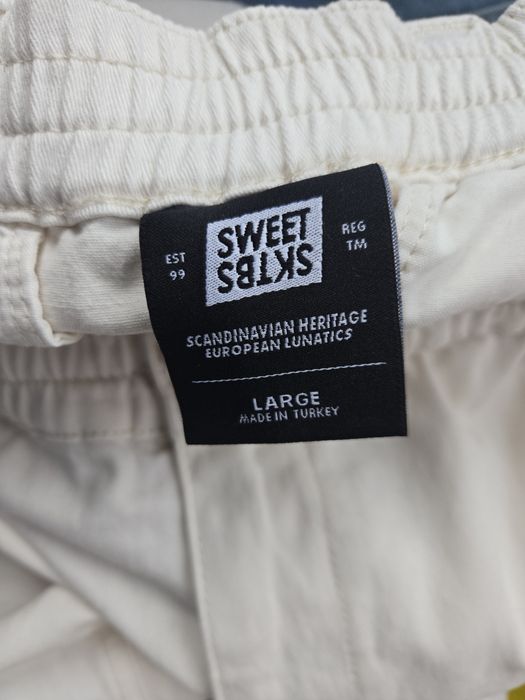 EST
99
SWEET
SKTBS
REG
TM
SCANDINAVIAN HERITAGE
EUROPEAN LUNATICS
LARGE
MADE IN TURKEY